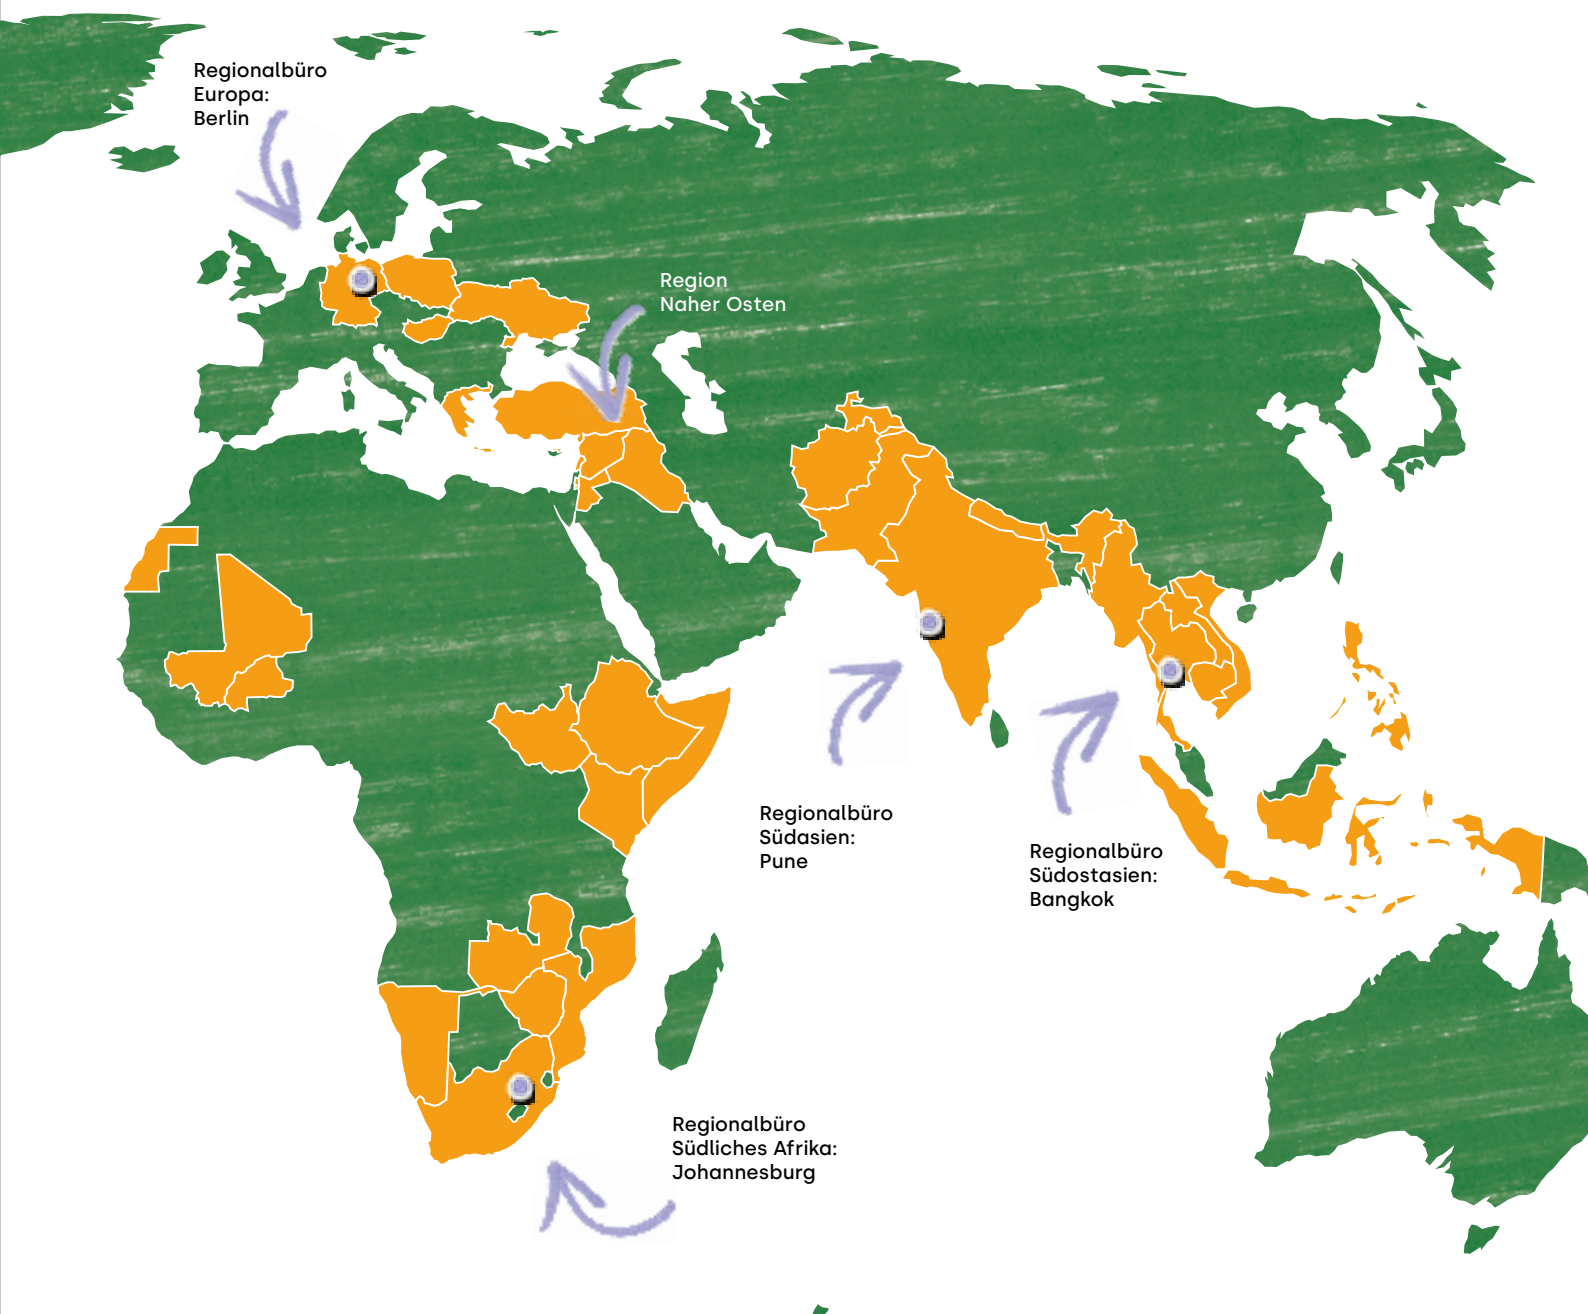 Regionalbüro
Europa:
Berlin
Region
Naher Osten
Regionalbüro
Südasien:
Pune
Regionalbüro
Südostasien:
Bangkok
Regionalbüro
Südliches Afrika:
Johannesburg